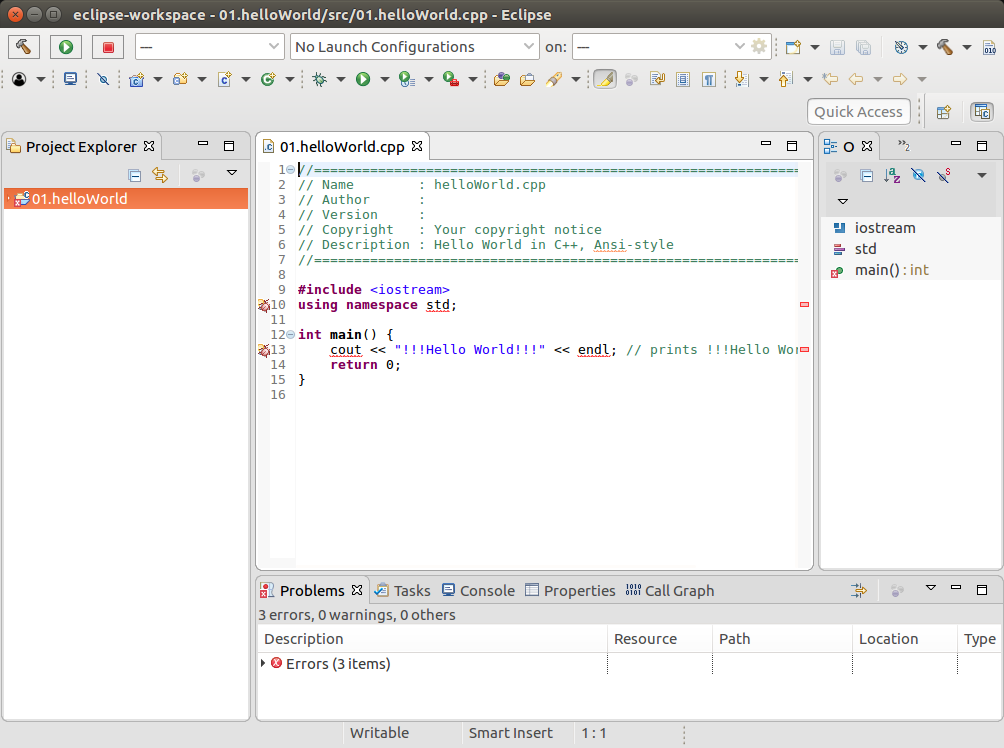 eclipse-workspace - 01.helloWorld/src/01.helloWorld.cpp - Eclipse
--- No Launch Configurations on: ---
Quick Access
Project Explorer
01.helloWorld
01.helloWorld.cpp
1 //=============================================================
2 // Name        : helloWorld.cpp
3 // Author      :
4 // Version     :
5 // Copyright   : Your copyright notice
6 // Description : Hello World in C++, Ansi-style
7 //=============================================================
8
9 #include <iostream>
10 using namespace std;
11
12 int main() {
13     cout << "!!!Hello World!!!" << endl; // prints !!!Hello Wor
14     return 0;
15 }
16
O
»2
iostream
std
main() : int
Problems Tasks Console Properties Call Graph
3 errors, 0 warnings, 0 others
Description Resource Path Location Type
Errors (3 items)
Writable Smart Insert 1 : 1